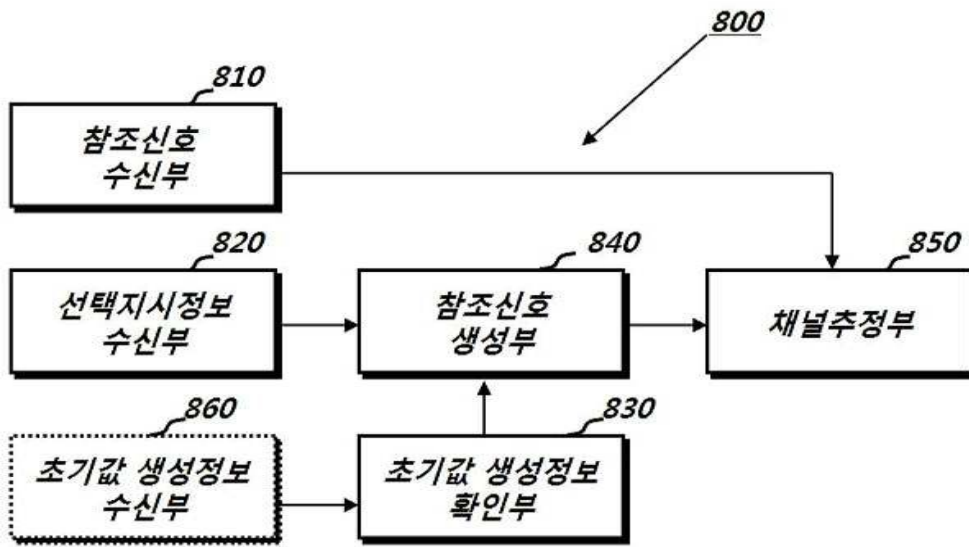 800
810
참조신호
수신부
820
선택지시정보
수신부
840
참조신호
생성부
850
채널추정부
860
초기값 생성정보
수신부
830
초기값 생성정보
확인부